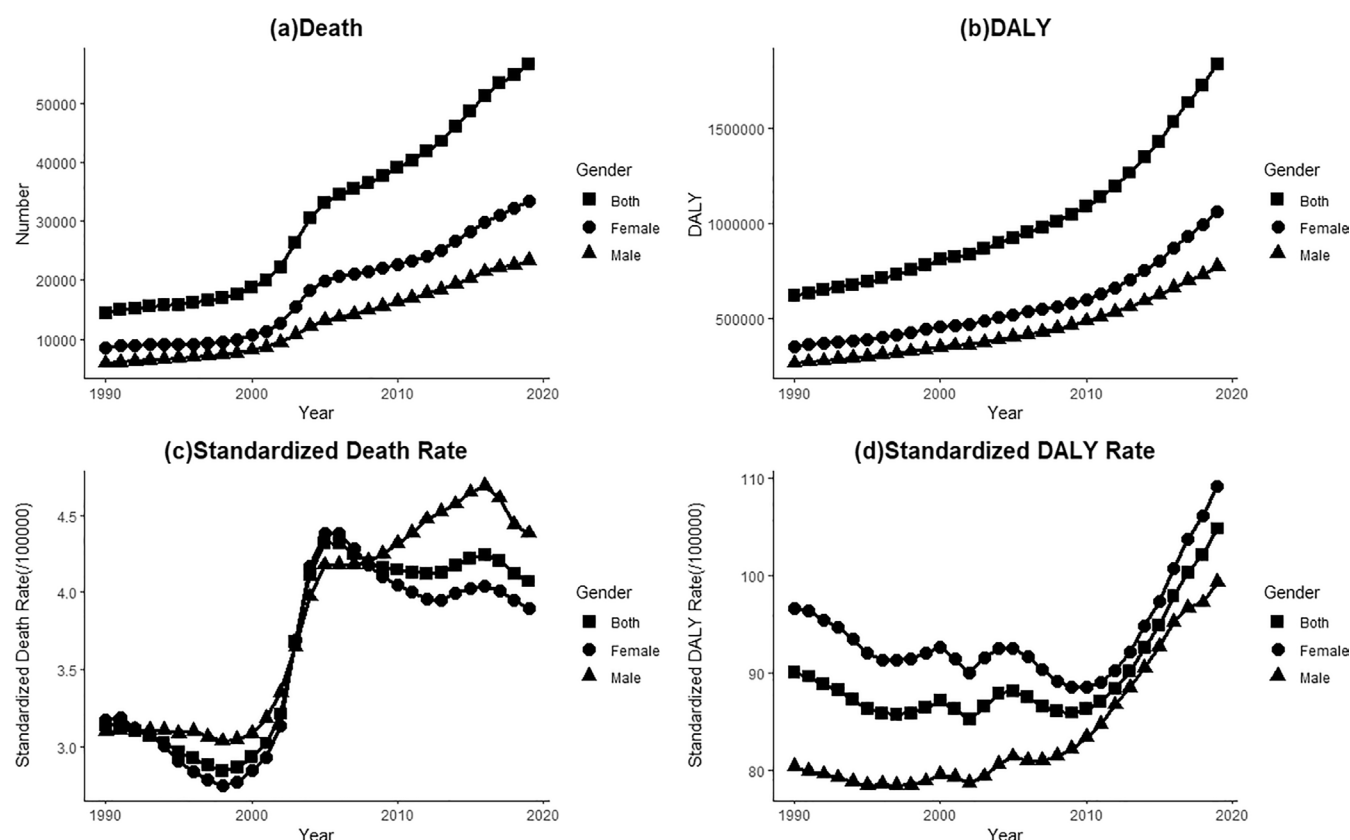 (a)Death
Number
50000
40000
30000
20000
10000
1990
2000
2010
2020
Year
Gender
Both
Female
Male
(b)DALY
DALY
1500000
1000000
500000
1990
2000
2010
2020
Year
Gender
Both
Female
Male
(c)Standardized Death Rate
Standardized Death Rate(/100000)
4.5
4.0
3.5
3.0
1990
2000
2010
2020
Year
Gender
Both
Female
Male
(d)Standardized DALY Rate
Standardized DALY Rate(/100000)
110
100
90
80
1990
2000
2010
2020
Year
Gender
Both
Female
Male